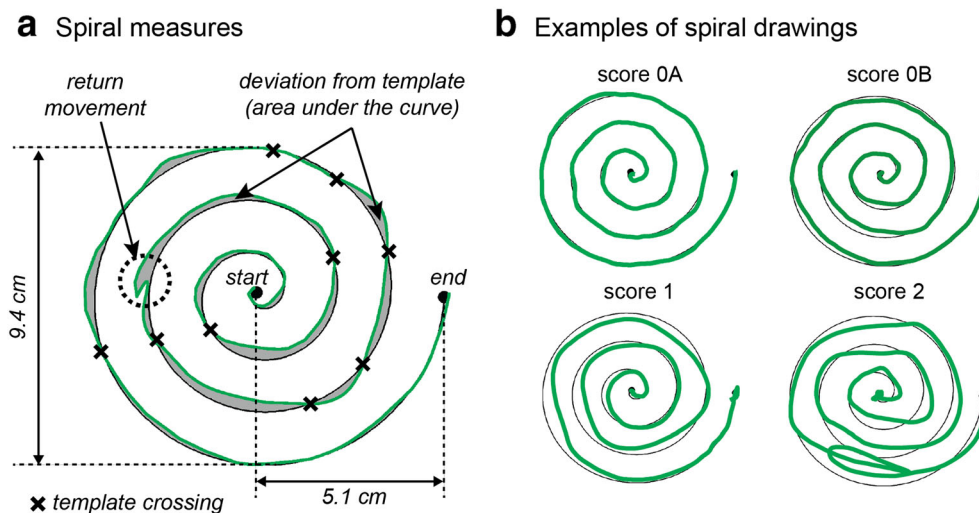 a Spiral measures
return
movement
deviation from template
(area under the curve)
start
end
9.4 cm
5.1 cm
× template crossing
b Examples of spiral drawings
score 0A
score 0B
score 1
score 2